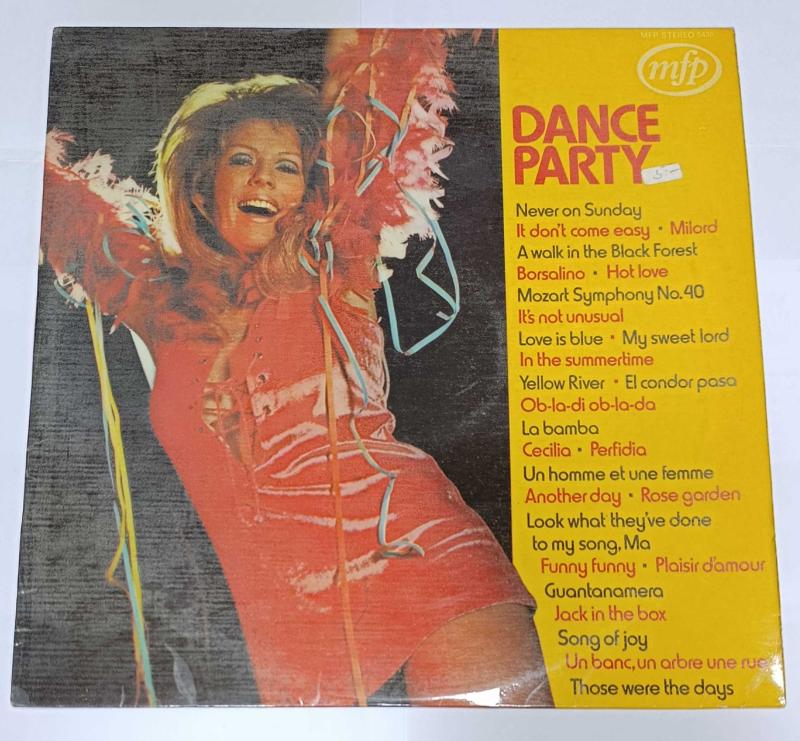 MFP STEREO 5436
mfp
DANCE
PARTY
5-
Never on Sunday
It don't come easy • Milord
A walk in the Black Forest
Borsalino • Hot love
Mozart Symphony No.40
It's not unusual
Love is blue • My sweet lord
In the summertime
Yellow River • El condor pasa
Ob-la-di ob-la-da
La bamba
Cecilia • Perfidia
Un homme et une femme
Another day • Rose garden
Look what they've done
to my song, Ma
Funny funny • Plaisir d'amour
Guantanamera
Jack in the box
Song of joy
Un banc, un arbre une rue
Those were the days